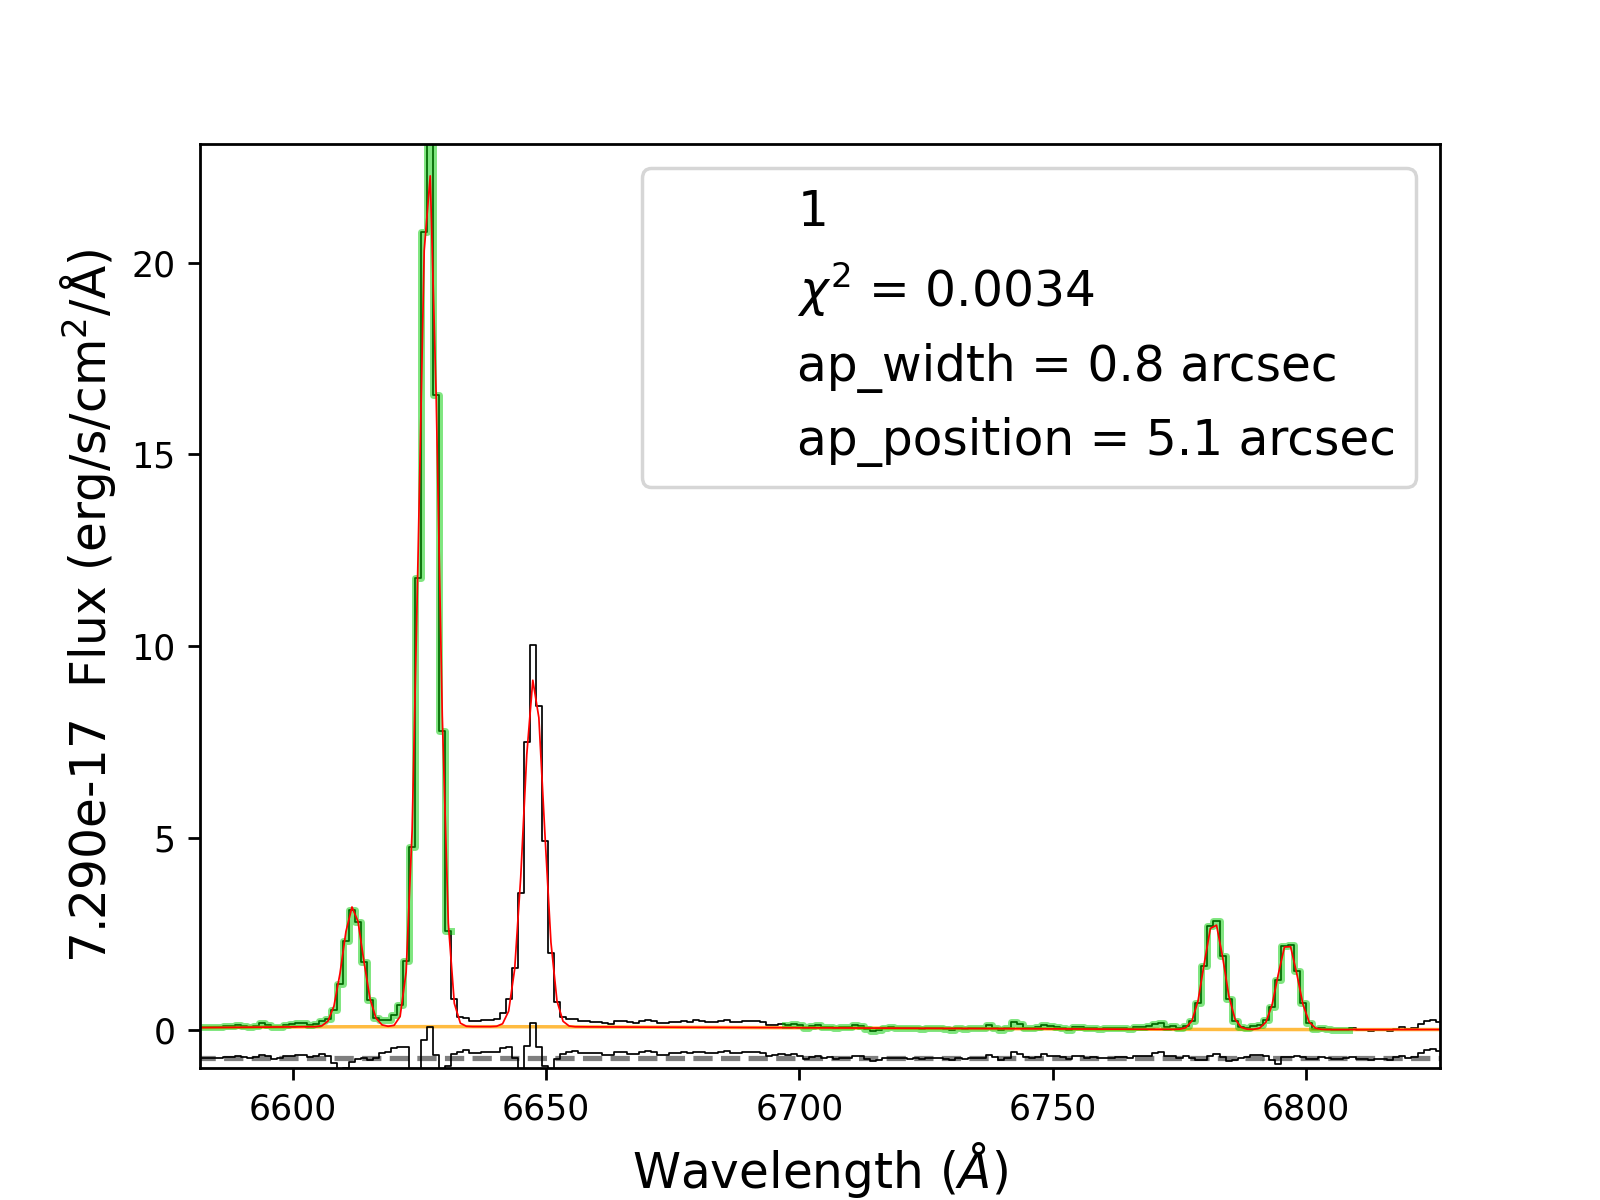 1
χ² = 0.0034
ap_width = 0.8 arcsec
ap_position = 5.1 arcsec
7.290e-17 Flux (erg/s/cm²/Å)
20
15
10
5
0
6600 6650 6700 6750 6800
Wavelength (Å)